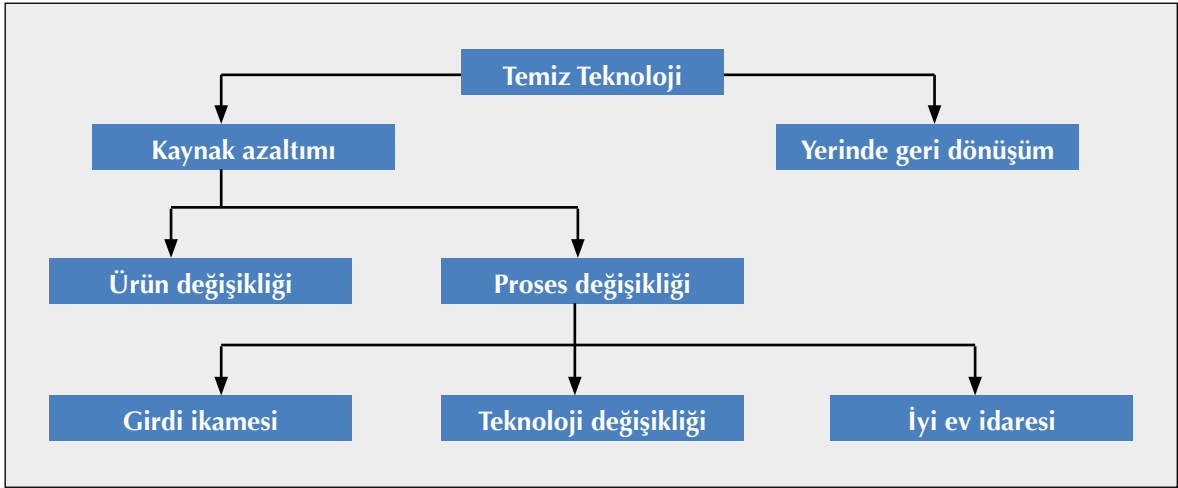 Temiz Teknoloji
Kaynak azaltımı
Yerinde geri dönüşüm
Ürün değişikliği
Proses değişikliği
Girdi ikamesi
Teknoloji değişikliği
İyi ev idaresi